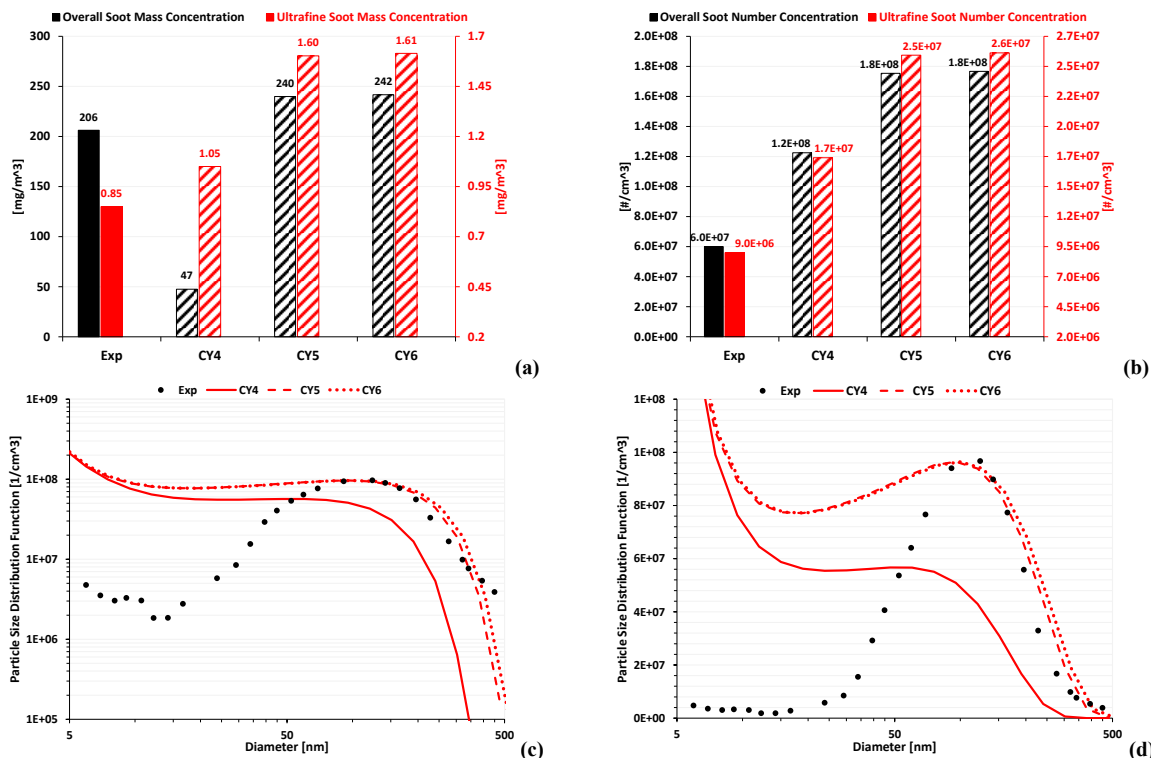 Overall Soot Mass Concentration Ultrafine Soot Mass Concentration
300 250 200 150 100 50 0
[mg/m^3]
206 0.85 47 1.05 240 1.60 242 1.61
1.7 1.45 1.2 0.95 0.7 0.45 0.2
[mg/m^3]
Exp CY4 CY5 CY6
(a)
Overall Soot Number Concentration Ultrafine Soot Number Concentration
2.0E+08 1.8E+08 1.6E+08 1.4E+08 1.2E+08 1.0E+08 8.0E+07 6.0E+07 4.0E+07 2.0E+07 0.0E+00
[#/cm^3]
6.0E+07 9.0E+06 1.2E+08 1.7E+07 1.8E+08 2.5E+07 1.8E+08 2.6E+07
2.7E+07 2.5E+07 2.2E+07 2.0E+07 1.7E+07 1.5E+07 1.2E+07 9.5E+06 7.0E+06 4.5E+06 2.0E+06
[#/cm^3]
Exp CY4 CY5 CY6
(b)
Exp CY4 CY5 CY6
1E+09 1E+08 1E+07 1E+06 1E+05
Particle Size Distribution Function [1/cm^3]
5 50 500
Diameter [nm]
(c)
Exp CY4 CY5 CY6
1E+08 1E+08 8E+07 6E+07 4E+07 2E+07 0E+00
Particle Size Distribution Function [1/cm^3]
5 50 500
Diameter [nm]
(d)